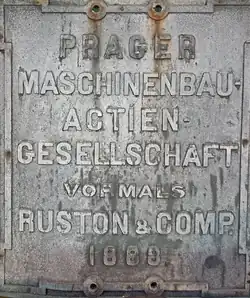 PRAGER
MASCHINENBAU-
ACTIEN-
GESELLSCHAFT
VORMALS
RUSTON & COMP.
1889